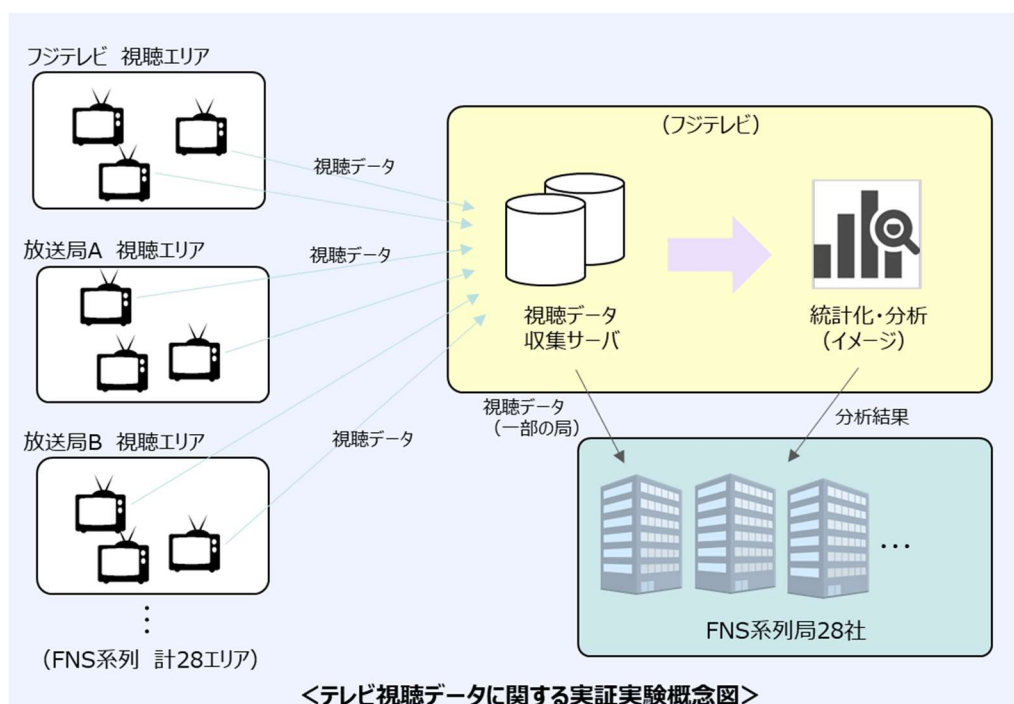 フジテレビ 視聴エリア
視聴データ
放送局A 視聴エリア
視聴データ
放送局B 視聴エリア
視聴データ
⋮
(FNS系列 計28エリア)
(フジテレビ)
視聴データ
収集サーバ
統計化・分析
(イメージ)
視聴データ
(一部の局)
分析結果
…
FNS系列局28社
<テレビ視聴データに関する実証実験概念図>